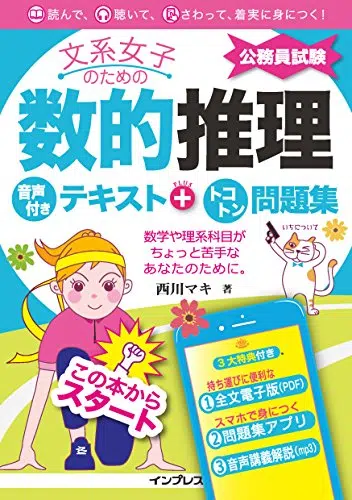 読んで、聴いて、さわって、着実に身につく!
公務員試験
文系女子
のための
数的推理
音声
付き
テキスト
PLUS
+
トコ
トン
問題集
数学や理系科目が
ちょっと苦手な
あなたのために。
西川マキ 著
いちについて
この本から
スタート
3大特典付き
持ち運びに便利な
①全文電子版(PDF)
スマホで身につく
②問題集アプリ
③音声講義解説(mp3)
インプレス